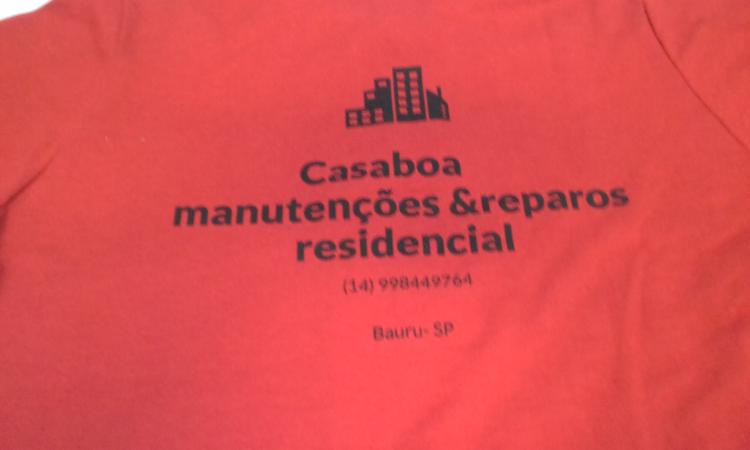 Casaboa
manutenções &reparos
residencial
(14) 998449764
Bauru- SP